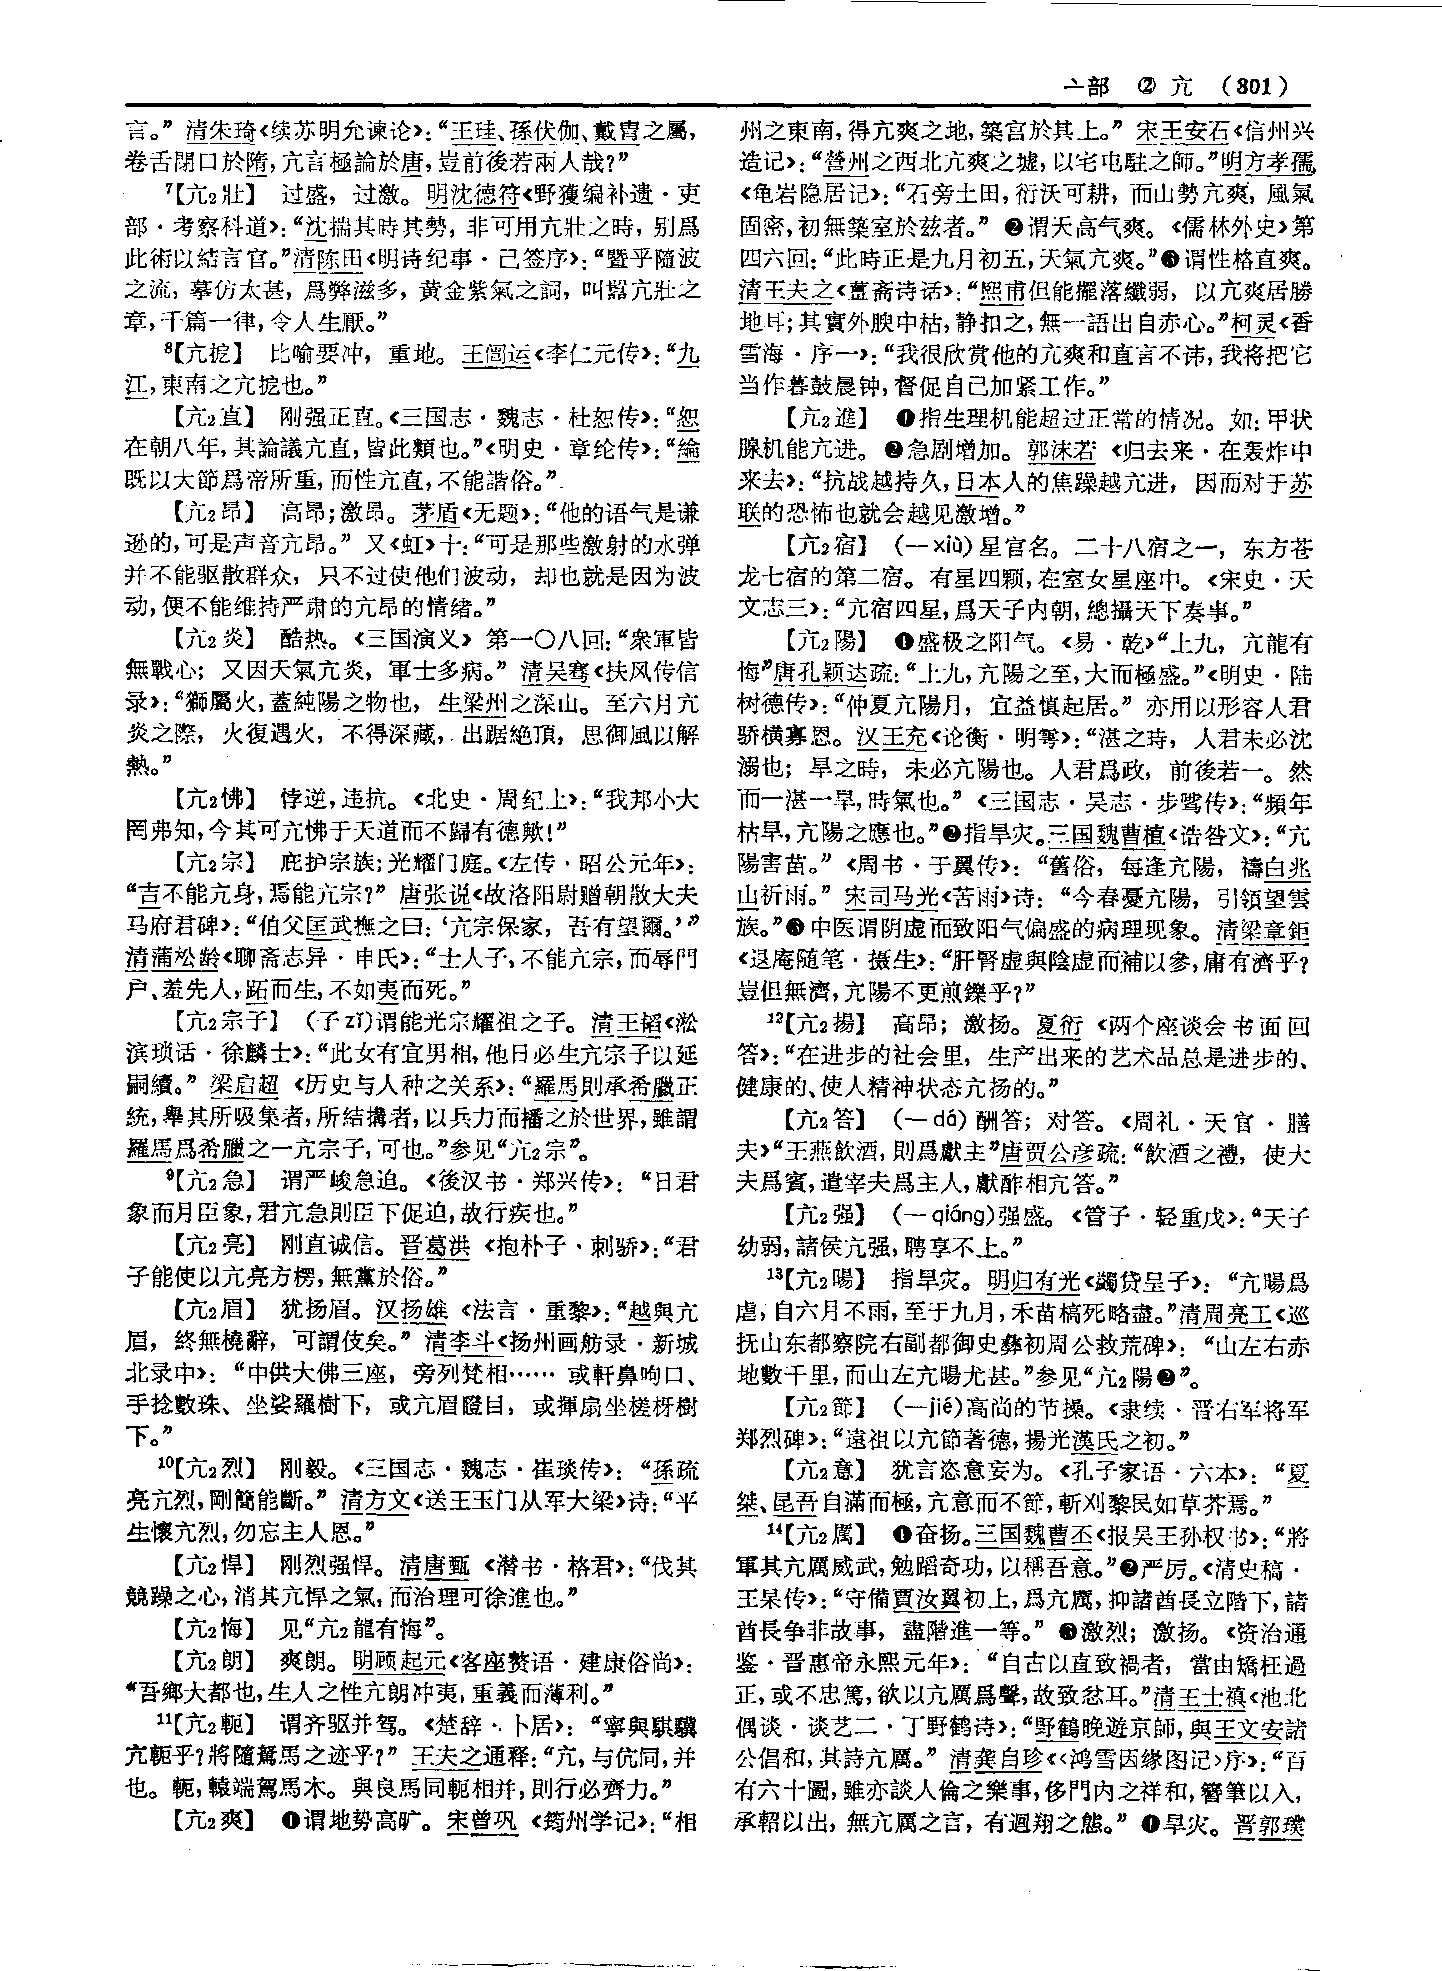 亠部 ② 亢 (301)
言。” 清朱琦《续苏明允谏论》：“王珪、孫伏伽、戴胄之屬，
卷舌閉口於隋，亢言極論於唐，豈前後若兩人哉？”
⁷【亢₂壯】 过盛，过激。明沈德符《野獲编补遗·吏
部·考察科道》：“沈揣其時其勢，非可用亢壯之時，别爲
此術以結言官。”清陈田《明诗纪事·己签序》：“暨乎隨波
之流，摹仿太甚，爲弊滋多，黄金紫氣之詞，叫囂亢壯之
章，千篇一律，令人生厭。”
⁸【亢扼】 比喻要冲，重地。王闿运《李仁元传》：“九
江，東南之亢扼也。”
【亢₂直】 刚强正直。《三国志·魏志·杜恕传》：“恕
在朝八年，其論議亢直，皆此類也。”《明史·章纶传》：“綸
既以大節爲帝所重，而性亢直，不能諧俗。”
【亢₂昂】 高昂；激昂。茅盾《无题》：“他的语气是谦
逊的，可是声音亢昂。” 又《虹》十：“可是那些激射的水弹
并不能驱散群众， 只不过使他们波动， 却也就是因为波
动，便不能维持严肃的亢昂的情绪。”
【亢₂炎】 酷热。《三国演义》 第一〇八回：“衆軍皆
無戰心；又因天氣亢炎，軍士多病。” 清吴骞《扶风传信
录》：“獅屬火，蓋純陽之物也， 生梁州之深山。 至六月亢
炎之際， 火復遇火， 不得深藏， 出踞絶頂， 思御風以解
熱。”
【亢₂怫】 悖逆，违抗。《北史·周纪上》：“我邦小大
罔弗知，今其可亢怫于天道而不歸有德歟！”
【亢₂宗】 庇护宗族；光耀门庭。《左传·昭公元年》：
“吉不能亢身，焉能亢宗？” 唐张说《故洛阳尉赠朝散大夫
马府君碑》：“伯父匡武撫之曰：‘亢宗保家， 吾有望爾。’”
清蒲松龄《聊斋志异·申氏》：“士人子，不能亢宗，而辱門
户、羞先人，跖而生，不如夷而死。”
【亢₂宗子】 （子 zǐ）谓能光宗耀祖之子。清王韬《淞
滨琐话·徐麟士》：“此女有宜男相，他日必生亢宗子以延
嗣續。” 梁启超 《历史与人种之关系》：“羅馬則承希臘正
統，舉其所吸集者，所結搆者，以兵力而播之於世界，雖謂
羅馬爲希臘之一亢宗子，可也。”参见“亢₂宗”。
⁹【亢₂急】 谓严峻急迫。《後汉书·郑兴传》：“日君
象而月臣象，君亢急則臣下促迫，故行疾也。”
【亢₂亮】 刚直诚信。晋葛洪 《抱朴子·刺骄》：“君
子能使以亢亮方楞，無黨於俗。”
【亢₂眉】 犹扬眉。汉扬雄 《法言·重黎》：“越與亢
眉， 終無橈辭， 可謂伎矣。” 清李斗《扬州画舫录·新城
北录中》：“中供大佛三座， 旁列梵相…… 或軒鼻呴口、
手捻數珠、坐娑羅樹下， 或亢眉瞪目， 或揮扇坐槎枒樹
下。”
¹⁰【亢₂烈】 刚毅。《三国志·魏志·崔琰传》：“孫疏
亮亢烈，剛簡能斷。” 清方文《送王玉门从军大梁》诗：“平
生懷亢烈，勿忘主人恩。”
【亢₂悍】 刚烈强悍。清唐甄 《潜书·格君》：“伐其
競躁之心，消其亢悍之氣，而治理可徐進也。”
【亢₂悔】 见“亢₂龍有悔”。
【亢₂朗】 爽朗。明顾起元《客座赘语·建康俗尚》：
“吾鄉大都也，生人之性亢朗冲夷，重義而薄利。”
¹¹【亢₂軛】 谓齐驱并驾。《楚辞·卜居》：“寧與騏驥
亢軛乎？將隨駑馬之迹乎？” 王夫之通释：“亢，与伉同，并
也。軛，轅端駕馬木。與良馬同軛相并，則行必齊力。”
【亢₂爽】 ❶谓地势高旷。宋曾巩 《筠州学记》：“相
州之東南，得亢爽之地，築宫於其上。” 宋王安石《信州兴
造记》：“營州之西北亢爽之墟，以宅屯駐之師。”明方孝孺
《龟岩隐居记》：“石旁土田，衍沃可耕，而山勢亢爽，風氣
固密，初無築室於兹者。” ❷谓天高气爽。《儒林外史》第
四六回：“此時正是九月初五，天氣亢爽。”❸谓性格直爽。
清王夫之《薑斋诗话》：“熙甫但能擺落纖弱， 以亢爽居勝
地耳；其實外腴中枯，静扣之，無一語出自赤心。”柯灵《香
雪海·序一》：“我很欣赏他的亢爽和直言不讳，我将把它
当作暮鼓晨钟，督促自己加紧工作。”
【亢₂進】 ❶指生理机能超过正常的情况。如：甲状
腺机能亢进。❷急剧增加。郭沫若 《归去来·在轰炸中
来去》：“抗战越持久，日本人的焦躁越亢进， 因而对于苏
联的恐怖也就会越见激增。”
【亢₂宿】 （—xiù）星官名。二十八宿之一， 东方苍
龙七宿的第二宿。有星四颗，在室女星座中。《宋史·天
文志三》：“亢宿四星，爲天子内朝，總攝天下奏事。”
【亢₂陽】 ❶盛极之阳气。《易·乾》“上九， 亢龍有
悔”唐孔颖达疏：“上九，亢陽之至，大而極盛。”《明史·陆
树德传》：“仲夏亢陽月， 宜益慎起居。” 亦用以形容人君
骄横寡恩。汉王充《论衡·明雩》：“湛之時， 人君未必沈
溺也；旱之時，未必亢陽也。人君爲政， 前後若一。然
而一湛一旱，時氣也。” 《三国志·吴志·步骘传》：“頻年
枯旱，亢陽之應也。”❷指旱灾。三国魏曹植《诰咎文》：“亢
陽害苗。” 《周书·于翼传》：“舊俗， 每逢亢陽， 禱白兆
山祈雨。” 宋司马光《苦雨》诗：“今春憂亢陽， 引領望雲
族。”❸中医谓阴虚而致阳气偏盛的病理现象。清梁章鉅
《退庵随笔·摄生》：“肝腎虚與陰虚而補以參，庸有濟乎？
豈但無濟，亢陽不更煎鑠乎？”
¹²【亢₂揚】 高昂；激扬。夏衍 《两个座谈会书面回
答》：“在进步的社会里， 生产出来的艺术品总是进步的、
健康的、使人精神状态亢扬的。”
【亢₂答】 （—dá）酬答；对答。《周礼·天官·膳
夫》“王燕飲酒，則爲獻主”唐贾公彦疏：“飲酒之禮， 使大
夫爲賓，遣宰夫爲主人，獻酢相亢答。”
【亢₂强】 （—qiáng）强盛。《管子·轻重戊》：“天子
幼弱，諸侯亢强，聘享不上。”
¹³【亢₂暘】 指旱灾。明归有光《蠲贷呈子》：“亢暘爲
虐，自六月不雨，至于九月，禾苗槁死略盡。”清周亮工《巡
抚山东都察院右副都御史彝初周公救荒碑》：“山左右赤
地數千里，而山左亢暘尤甚。”参见“亢₂陽❷”。
【亢₂節】 （—jié）高尚的节操。《隶续·晋右军将军
郑烈碑》：“遠祖以亢節著德，揚光漢氏之初。”
【亢₂意】 犹言恣意妄为。《孔子家语·六本》：“夏
桀、昆吾自滿而極，亢意而不節，斬刈黎民如草芥焉。”
¹⁴【亢₂厲】 ❶奋扬。三国魏曹丕《报吴王孙权书》：“將
軍其亢厲威武，勉蹈奇功，以稱吾意。”❷严厉。《清史稿·
王杲传》：“守備賈汝翼初上，爲亢厲，抑諸酋長立階下，諸
酋長争非故事， 盡階進一等。” ❸激烈；激扬。《资治通
鉴·晋惠帝永熙元年》：“自古以直致禍者， 當由矯枉過
正，或不忠篤，欲以亢厲爲聲，故致忿耳。”清王士禛《池北
偶谈·谈艺二·丁野鹤诗》：“野鶴晚遊京師，與王文安諸
公倡和，其詩亢厲。” 清龚自珍《〈鸿雪因缘图记〉序》：“百
有六十圖，雖亦談人倫之樂事，侈門内之祥和，簪筆以入，
承軺以出，無亢厲之言，有迴翔之態。” ❹旱灾。晋郭璞